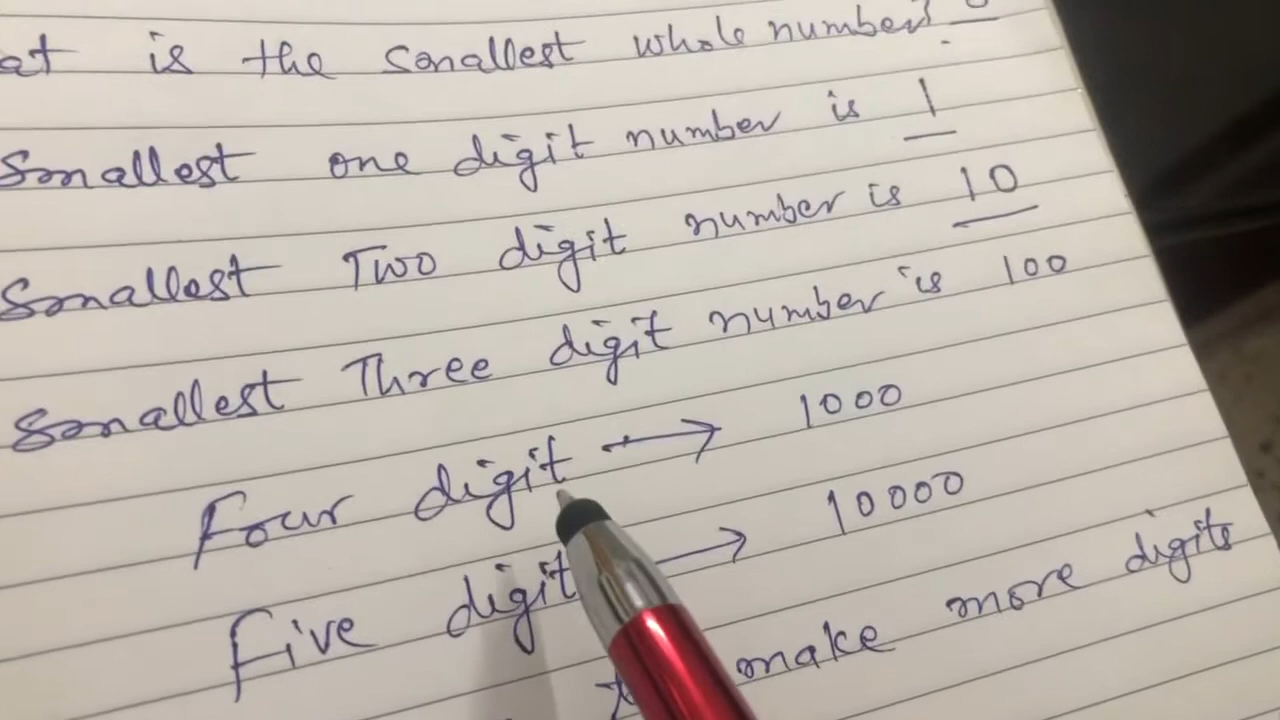 at is the smallest whole number?
Smallest one digit number is 1
Smallest Two digit number is 10
Smallest Three digit number is 100
Four digit → 1000
Five digit → 10000
make more digits